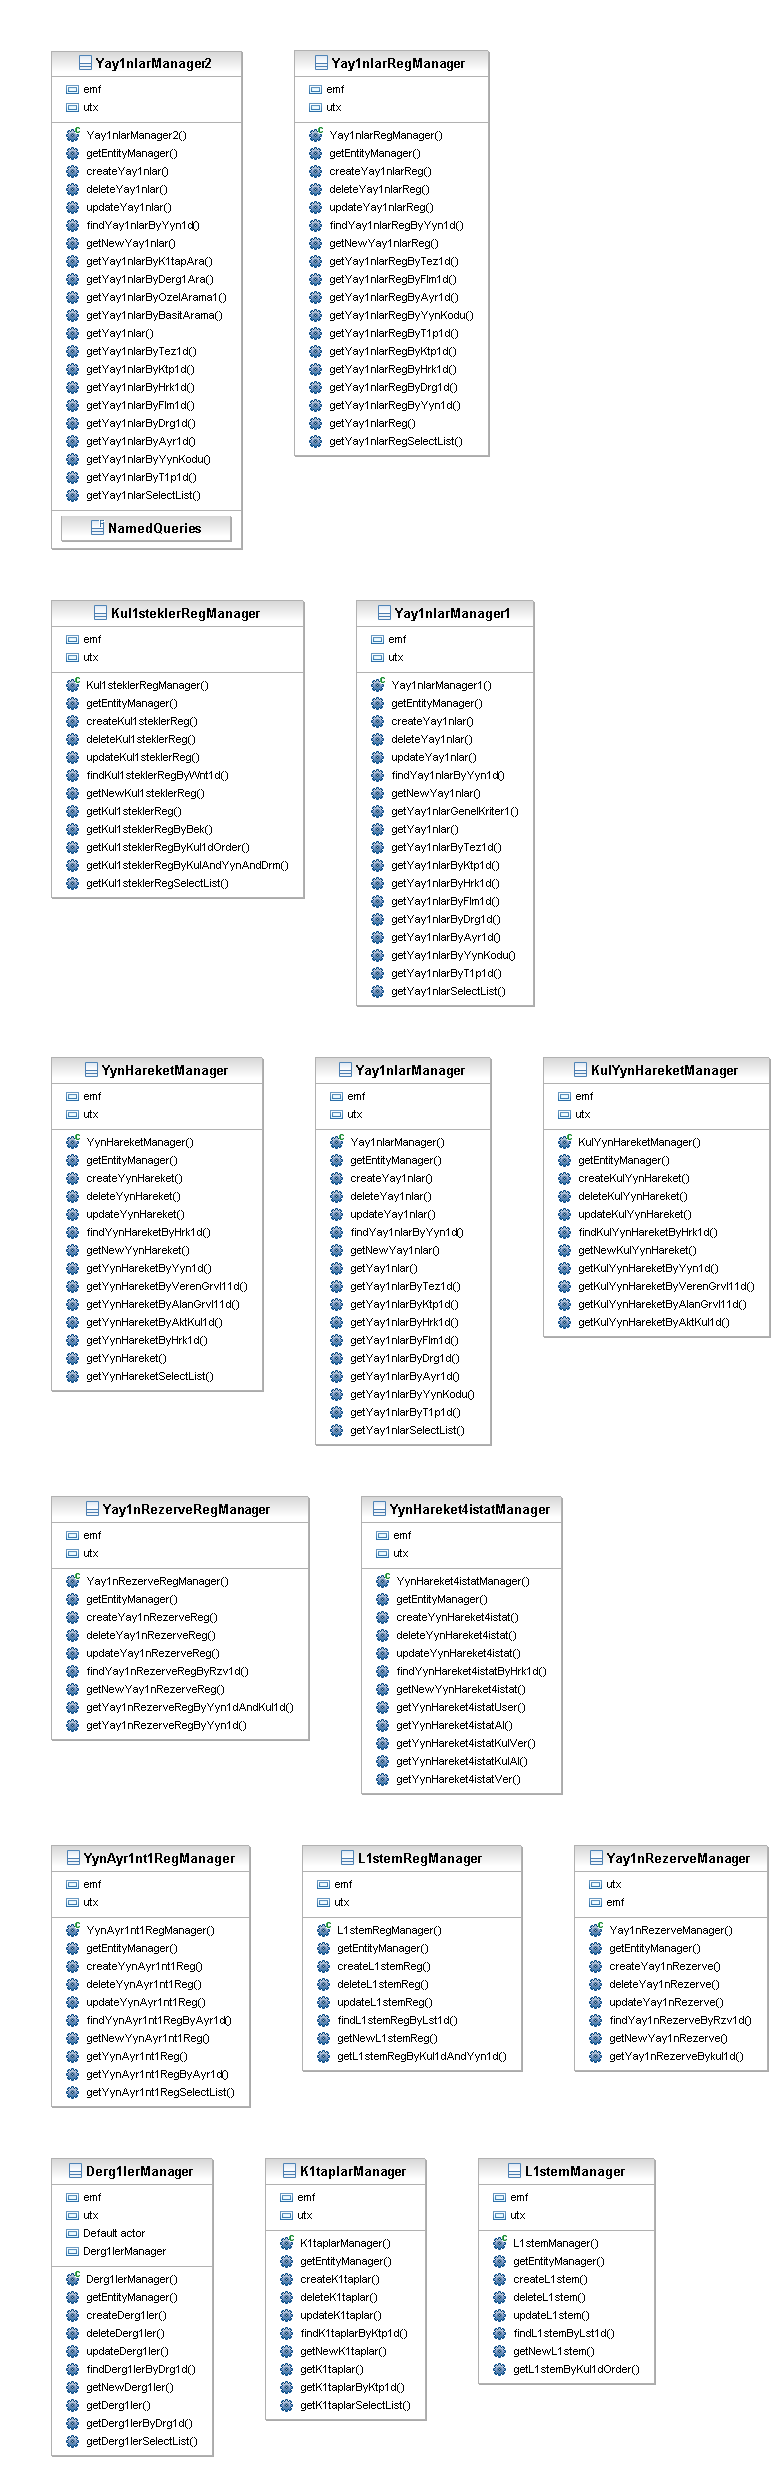 Yay1nlarManager2
emf
utx
Yay1nlarManager2()
getEntityManager()
createYay1nlar()
deleteYay1nlar()
updateYay1nlar()
findYay1nlarByYyn1d()
getNewYay1nlar()
getYay1nlarByK1tapAra()
getYay1nlarByDerg1Ara()
getYay1nlarByOzelArama1()
getYay1nlarByBasitArama()
getYay1nlar()
getYay1nlarByTez1d()
getYay1nlarByKtp1d()
getYay1nlarByHrk1d()
getYay1nlarByFlm1d()
getYay1nlarByDrg1d()
getYay1nlarByAyr1d()
getYay1nlarByYynKodu()
getYay1nlarByT1p1d()
getYay1nlarSelectList()
NamedQueries
Yay1nlarRegManager
emf
utx
Yay1nlarRegManager()
getEntityManager()
createYay1nlarReg()
deleteYay1nlarReg()
updateYay1nlarReg()
findYay1nlarRegByYyn1d()
getNewYay1nlarReg()
getYay1nlarRegByTez1d()
getYay1nlarRegByFlm1d()
getYay1nlarRegByAyr1d()
getYay1nlarRegByYynKodu()
getYay1nlarRegByT1p1d()
getYay1nlarRegByKtp1d()
getYay1nlarRegByHrk1d()
getYay1nlarRegByDrg1d()
getYay1nlarRegByYyn1d()
getYay1nlarReg()
getYay1nlarRegSelectList()
Kul1steklerRegManager
emf
utx
Kul1steklerRegManager()
getEntityManager()
createKul1steklerReg()
deleteKul1steklerReg()
updateKul1steklerReg()
findKul1steklerRegByWnt1d()
getNewKul1steklerReg()
getKul1steklerReg()
getKul1steklerRegByBek()
getKul1steklerRegByKul1dOrder()
getKul1steklerRegByKulAndYynAndDrm()
getKul1steklerRegSelectList()
Yay1nlarManager1
emf
utx
Yay1nlarManager1()
getEntityManager()
createYay1nlar()
deleteYay1nlar()
updateYay1nlar()
findYay1nlarByYyn1d()
getNewYay1nlar()
getYay1nlarGenelKriter1()
getYay1nlar()
getYay1nlarByTez1d()
getYay1nlarByKtp1d()
getYay1nlarByHrk1d()
getYay1nlarByFlm1d()
getYay1nlarByDrg1d()
getYay1nlarByAyr1d()
getYay1nlarByYynKodu()
getYay1nlarByT1p1d()
getYay1nlarSelectList()
YynHareketManager
emf
utx
YynHareketManager()
getEntityManager()
createYynHareket()
deleteYynHareket()
updateYynHareket()
findYynHareketByHrk1d()
getNewYynHareket()
getYynHareketByYyn1d()
getYynHareketByVerenGrvl11d()
getYynHareketByAlanGrvl11d()
getYynHareketByAktKul1d()
getYynHareketByHrk1d()
getYynHareket()
getYynHareketSelectList()
Yay1nlarManager
emf
utx
Yay1nlarManager()
getEntityManager()
createYay1nlar()
deleteYay1nlar()
updateYay1nlar()
findYay1nlarByYyn1d()
getNewYay1nlar()
getYay1nlar()
getYay1nlarByTez1d()
getYay1nlarByKtp1d()
getYay1nlarByHrk1d()
getYay1nlarByFlm1d()
getYay1nlarByDrg1d()
getYay1nlarByAyr1d()
getYay1nlarByYynKodu()
getYay1nlarByT1p1d()
getYay1nlarSelectList()
KulYynHareketManager
emf
utx
KulYynHareketManager()
getEntityManager()
createKulYynHareket()
deleteKulYynHareket()
updateKulYynHareket()
findKulYynHareketByHrk1d()
getNewKulYynHareket()
getKulYynHareketByYyn1d()
getKulYynHareketByVerenGrvl11d()
getKulYynHareketByAlanGrvl11d()
getKulYynHareketByAktKul1d()
Yay1nRezerveRegManager
emf
utx
Yay1nRezerveRegManager()
getEntityManager()
createYay1nRezerveReg()
deleteYay1nRezerveReg()
updateYay1nRezerveReg()
findYay1nRezerveRegByRzv1d()
getNewYay1nRezerveReg()
getYay1nRezerveRegByYyn1dAndKul1d()
getYay1nRezerveRegByYyn1d()
YynHareket4istatManager
emf
utx
YynHareket4istatManager()
getEntityManager()
createYynHareket4istat()
deleteYynHareket4istat()
updateYynHareket4istat()
findYynHareket4istatByHrk1d()
getNewYynHareket4istat()
getYynHareket4istatUser()
getYynHareket4istatAl()
getYynHareket4istatKulVer()
getYynHareket4istatKulAl()
getYynHareket4istatVer()
YynAyr1nt1RegManager
emf
utx
YynAyr1nt1RegManager()
getEntityManager()
createYynAyr1nt1Reg()
deleteYynAyr1nt1Reg()
updateYynAyr1nt1Reg()
findYynAyr1nt1RegByAyr1d()
getNewYynAyr1nt1Reg()
getYynAyr1nt1Reg()
getYynAyr1nt1RegByAyr1d()
getYynAyr1nt1RegSelectList()
L1stemRegManager
emf
utx
L1stemRegManager()
getEntityManager()
createL1stemReg()
deleteL1stemReg()
updateL1stemReg()
findL1stemRegByLst1d()
getNewL1stemReg()
getL1stemRegByKul1dAndYyn1d()
Yay1nRezerveManager
utx
emf
Yay1nRezerveManager()
getEntityManager()
createYay1nRezerve()
deleteYay1nRezerve()
updateYay1nRezerve()
findYay1nRezerveByRzv1d()
getNewYay1nRezerve()
getYay1nRezerveBykul1d()
Derg1lerManager
emf
utx
Default actor
Derg1lerManager
Derg1lerManager()
getEntityManager()
createDerg1ler()
deleteDerg1ler()
updateDerg1ler()
findDerg1lerByDrg1d()
getNewDerg1ler()
getDerg1ler()
getDerg1lerByDrg1d()
getDerg1lerSelectList()
K1taplarManager
emf
utx
K1taplarManager()
getEntityManager()
createK1taplar()
deleteK1taplar()
updateK1taplar()
findK1taplarByKtp1d()
getNewK1taplar()
getK1taplar()
getK1taplarByKtp1d()
getK1taplarSelectList()
L1stemManager
emf
utx
L1stemManager()
getEntityManager()
createL1stem()
deleteL1stem()
updateL1stem()
findL1stemByLst1d()
getNewL1stem()
getL1stemByKul1dOrder()